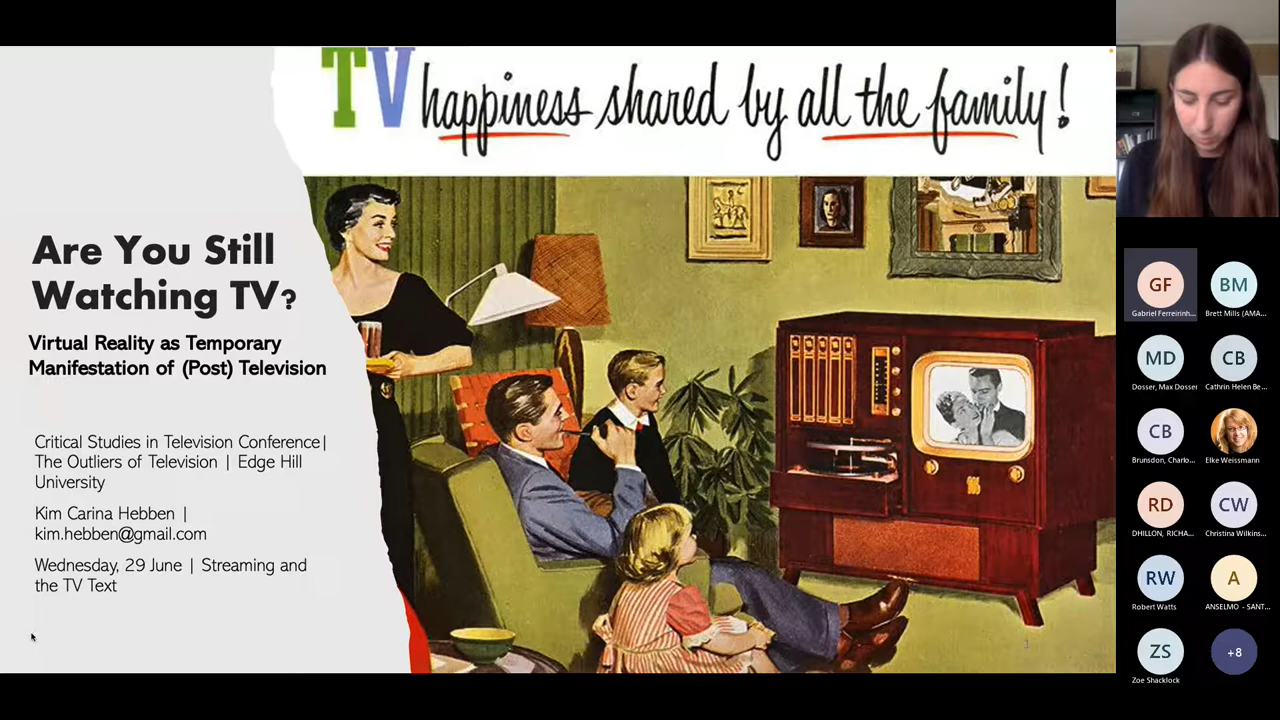 TV happiness shared by all the family!
Are You Still
Watching TV?
Virtual Reality as Temporary
Manifestation of (Post) Television
Critical Studies in Television Conference|
The Outliers of Television | Edge Hill
University
Kim Carina Hebben |
kim.hebben@gmail.com
Wednesday, 29 June | Streaming and
the TV Text
1
GF
Gabriel Ferreirinh...
BM
Brett Mills (AMA...
MD
Dosser, Max Dosser
CB
Cathrin Helen Be...
CB
Brunsdon, Charlo...
Elke Weissmann
RD
DHILLON, RICHA...
CW
Christina Wilkins...
RW
Robert Watts
A
ANSELMO - SANT...
ZS
Zoe Shacklock
+8